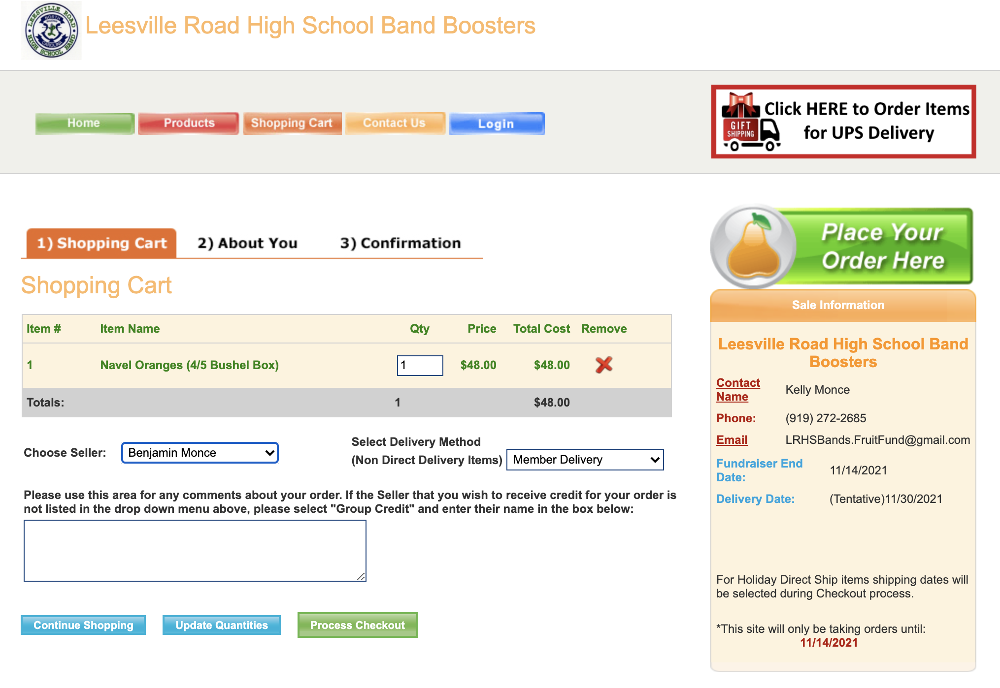 LEESVILLE ROAD
NORTH
CAROLINA
HIGH SCHOOL BAND
Leesville Road High School Band Boosters
Home
Products
Shopping Cart
Contact Us
Login
GIFT
SHIPPING
Click HERE to Order Items
for UPS Delivery
1) Shopping Cart
2) About You
3) Confirmation
Shopping Cart
Item # Item Name Qty Price Total Cost Remove
1 Navel Oranges (4/5 Bushel Box) 1 $48.00 $48.00
Totals: 1 $48.00
Choose Seller: Benjamin Monce
Select Delivery Method
(Non Direct Delivery Items) Member Delivery
Please use this area for any comments about your order. If the Seller that you wish to receive credit for your order is
not listed in the drop down menu above, please select "Group Credit" and enter their name in the box below:
Continue Shopping
Update Quantities
Process Checkout
Place Your
Order Here
Sale Information
Leesville Road High School Band
Boosters
Contact
Name
Kelly Monce
Phone: (919) 272-2685
Email LRHSBands.FruitFund@gmail.com
Fundraiser End
Date:
11/14/2021
Delivery Date: (Tentative)11/30/2021
For Holiday Direct Ship items shipping dates will
be selected during Checkout process.
*This site will only be taking orders until:
11/14/2021